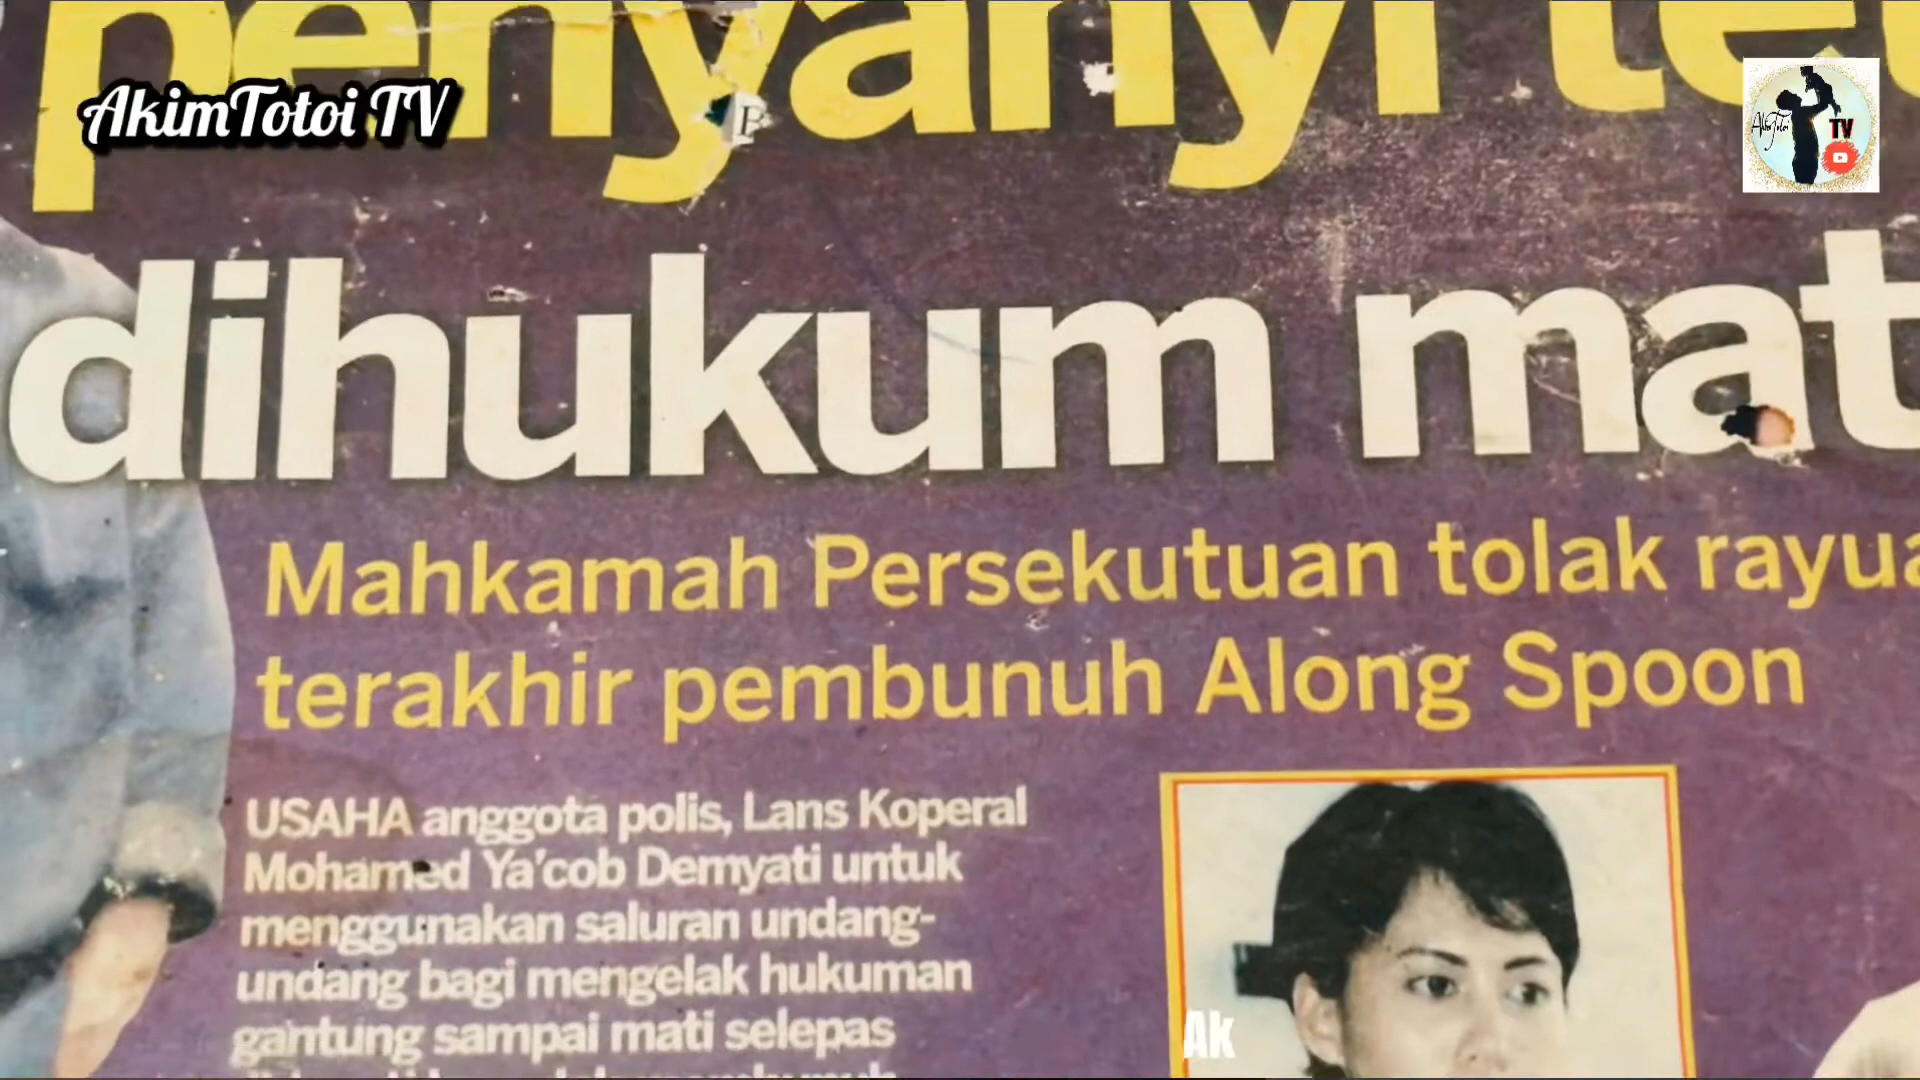 penyanyi
AkimTotoi TV
TV
dihukum mat
Mahkamah Persekutuan tolak rayua
terakhir pembunuh Along Spoon
USAHA anggota polis, Lans Koperal
Mohamed Ya'cob Demyati untuk
menggunakan saluran undang-
undang bagi mengelak hukuman
gantung sampai mati selepas
Ak